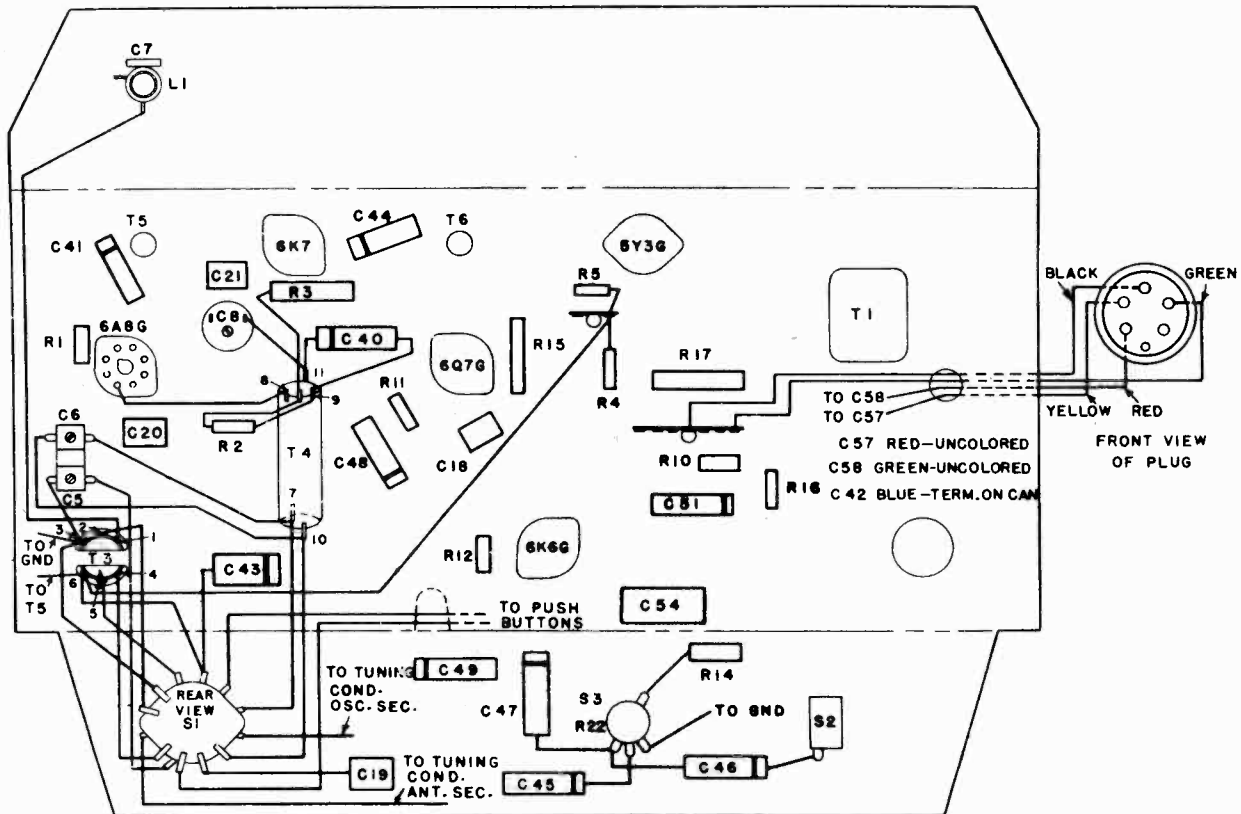 C7
L1
T5
C44
T6
C41
6K7
5Y3G
C21
R5
BLACK
GREEN
R3
T1
C8
R1
6A8G
C40
R15
6Q7G
R17
11
8
9
R11
R4
TO C58
TO C57
YELLOW
RED
C6
C20
R2
T4
C48
C18
C57 RED-UNCOLORED
FRONT VIEW
OF PLUG
R10
C58 GREEN-UNCOLORED
C5
R16
C42 BLUE-TERM.ON CAN
C51
7
10
3
2
1
TO
GND
T3
R12
6K6G
C43
6
4
TO
T5
5
C54
TO PUSH
BUTTONS
REAR
VIEW
S1
TO TUNING
COND-
OSC. SEC.
C49
R14
C47
S3
R22
TO GND
S2
C19
TO TUNING
COND.
ANT. SEC.
C45
C46